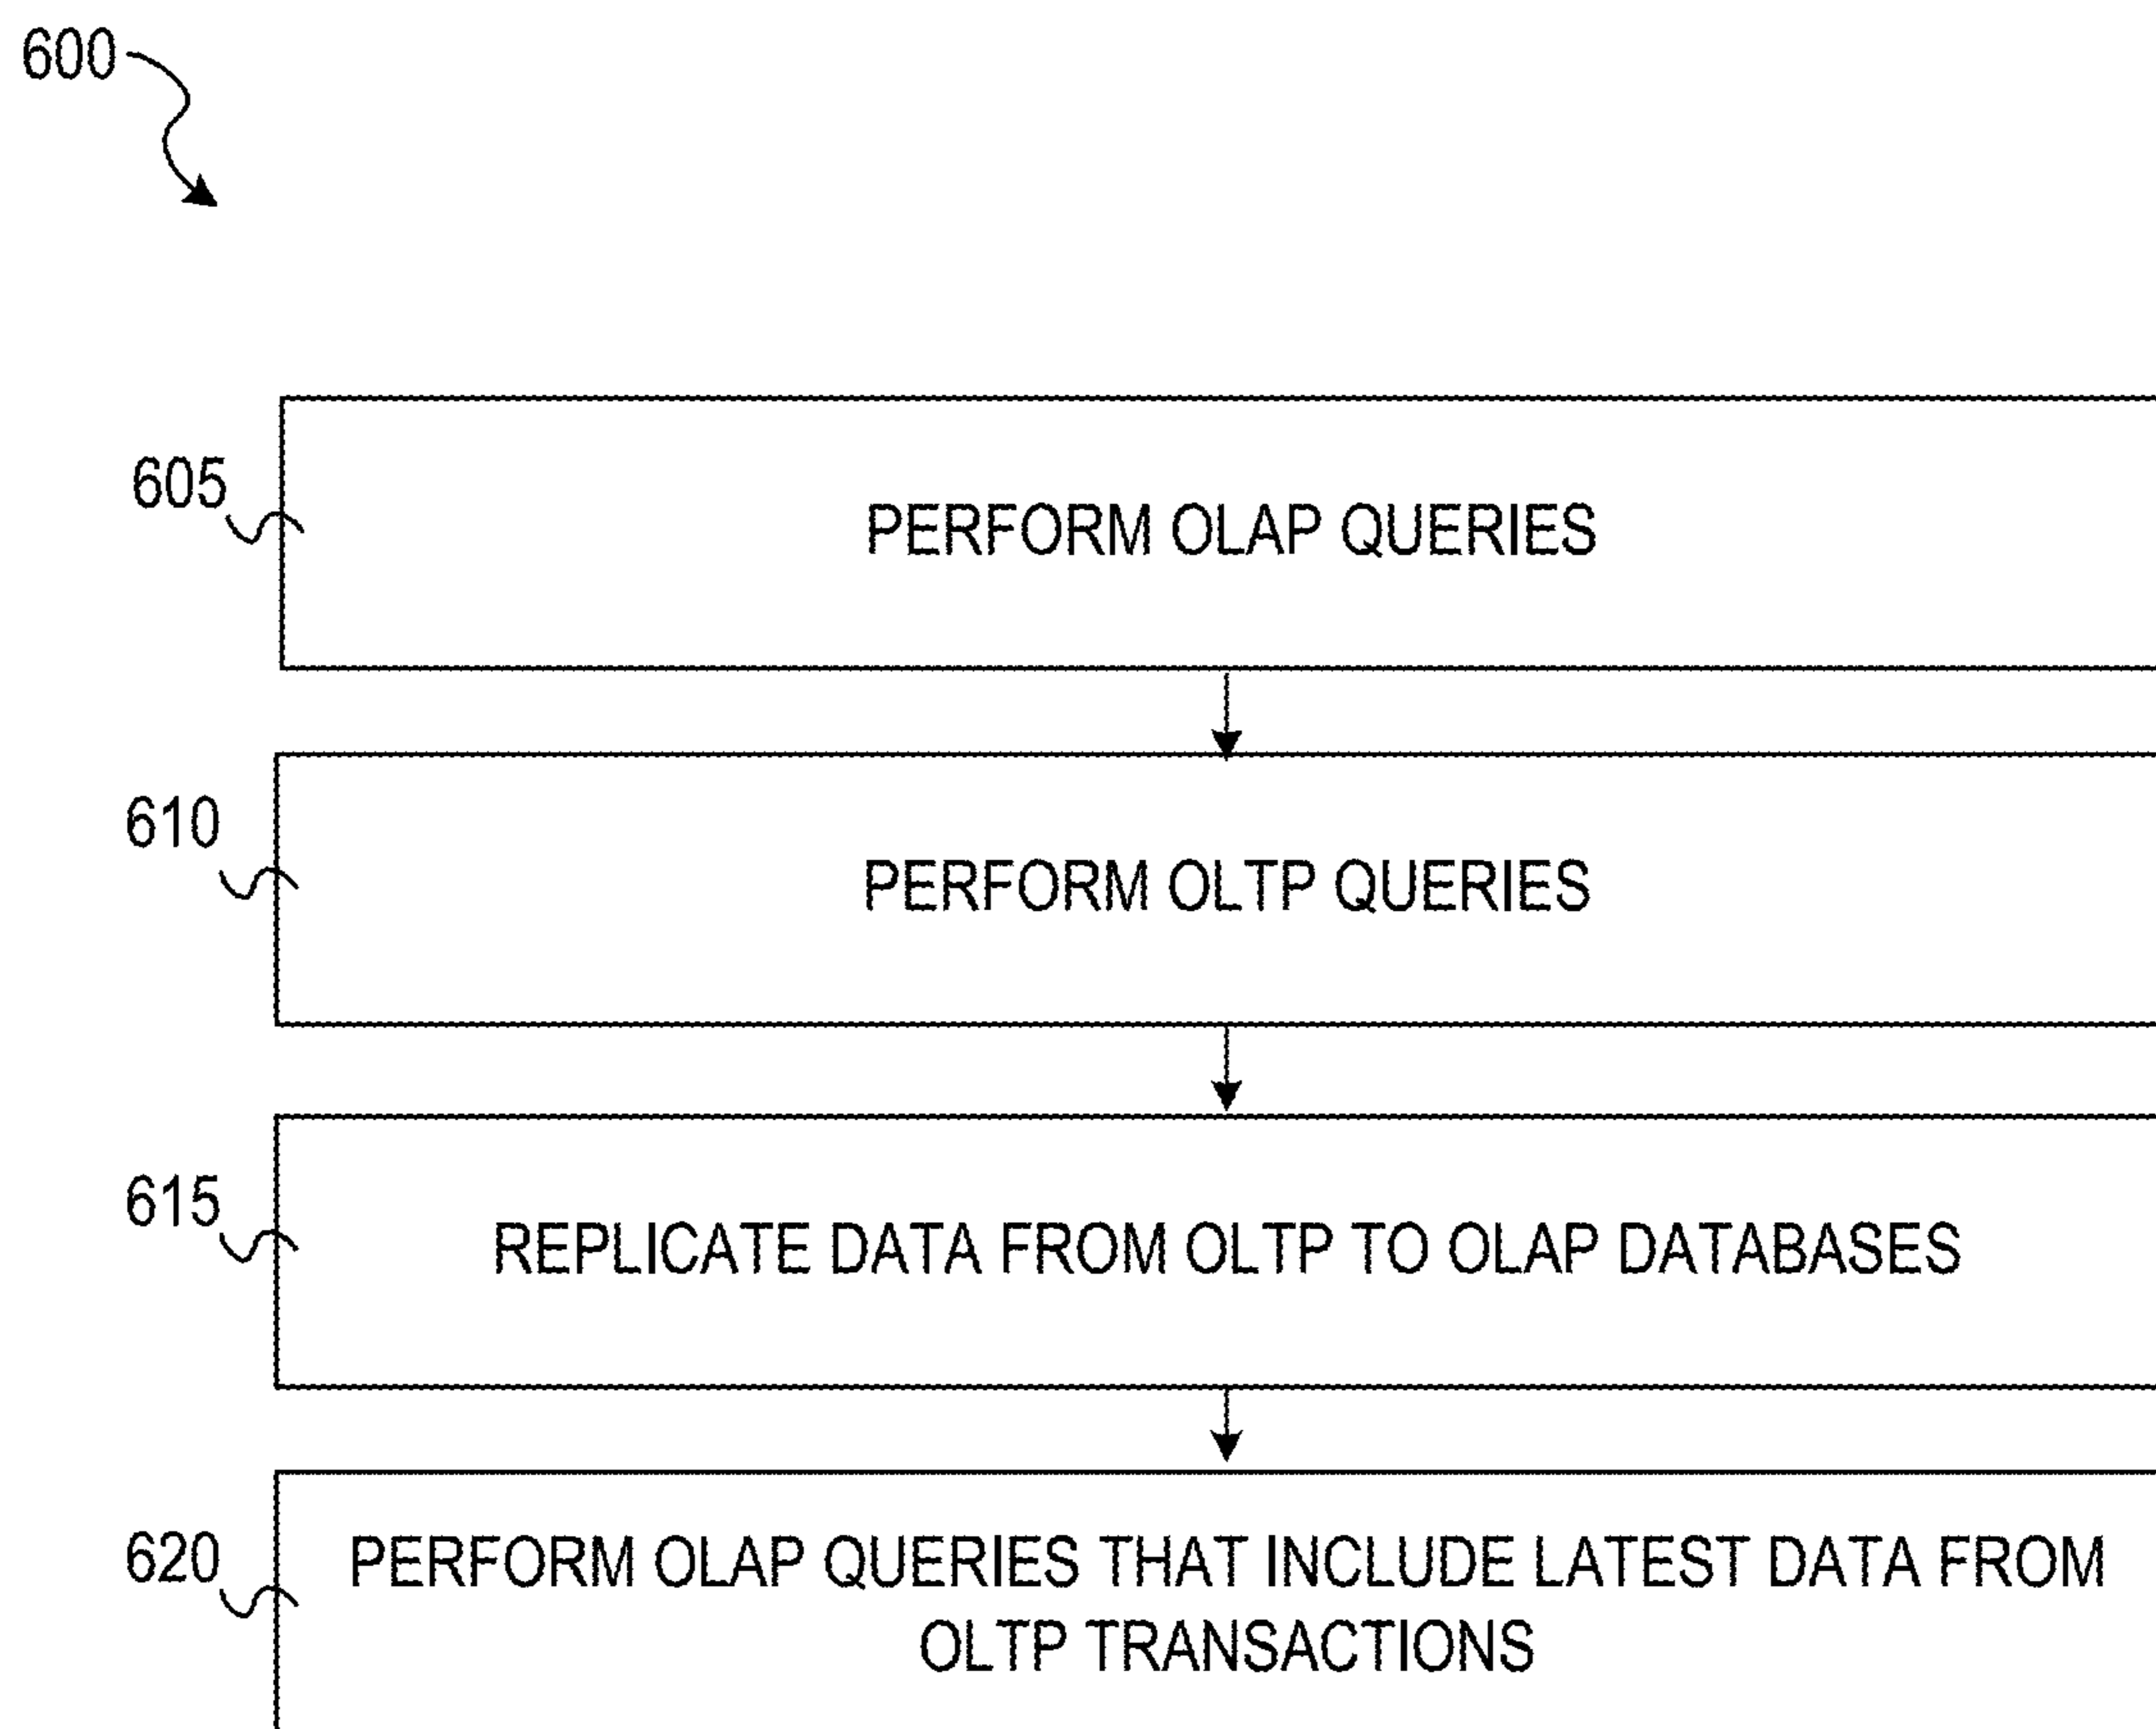 600
605
PERFORM OLAP QUERIES
610
PERFORM OLTP QUERIES
615
REPLICATE DATA FROM OLTP TO OLAP DATABASES
620
PERFORM OLAP QUERIES THAT INCLUDE LATEST DATA FROM
OLTP TRANSACTIONS